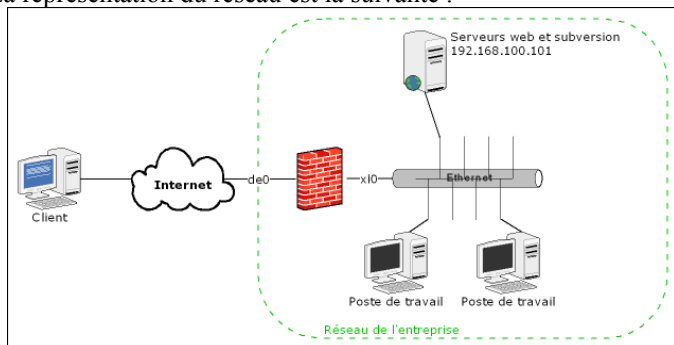 La représentation du réseau est la suivante :
Serveurs web et subversion
192.168.100.101
Internet
de0
xl0
Ethernet
Client
Poste de travail
Poste de travail
Réseau de l'entreprise